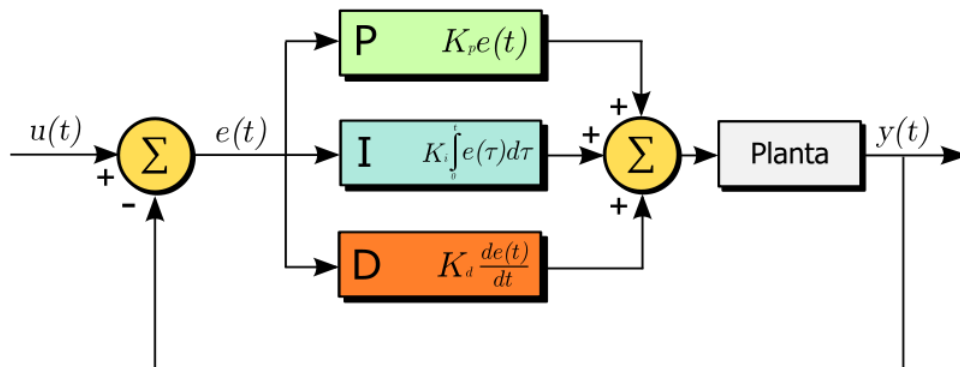 P K_p e(t)
+
u(t) Σ e(t) I K_i ∫_0^t e(τ)dτ + Σ Planta y(t)
+
-
+
D K_d de(t)/dt